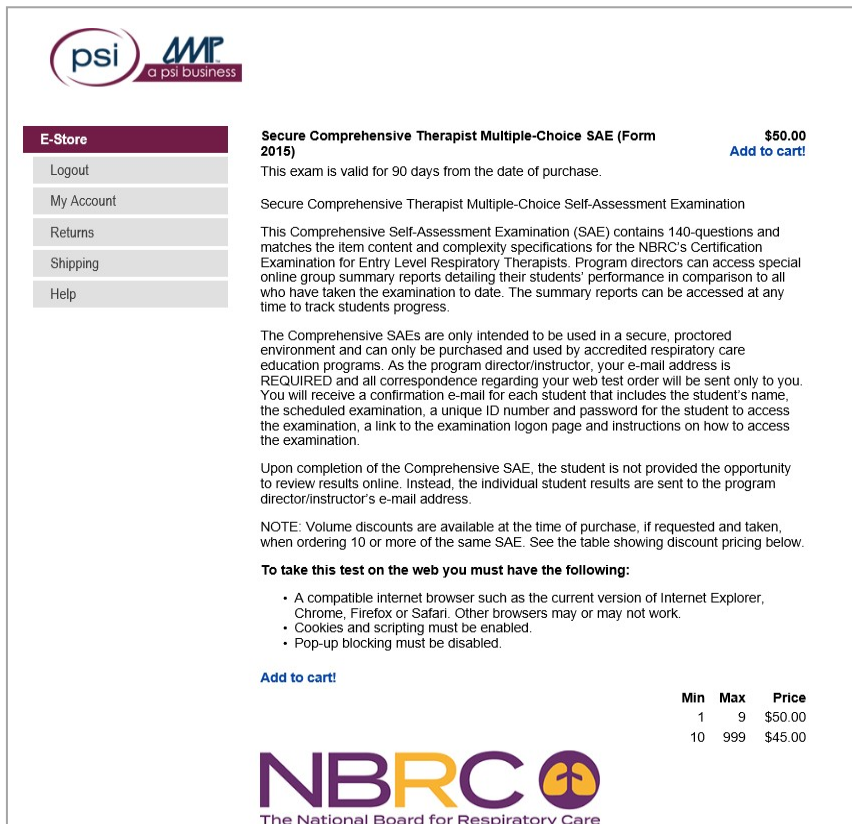 psi
AMP
a psi business
E-Store
Logout
My Account
Returns
Shipping
Help
Secure Comprehensive Therapist Multiple-Choice SAE (Form
2015)
$50.00
Add to cart!
This exam is valid for 90 days from the date of purchase.
Secure Comprehensive Therapist Multiple-Choice Self-Assessment Examination
This Comprehensive Self-Assessment Examination (SAE) contains 140-questions and
matches the item content and complexity specifications for the NBRC's Certification
Examination for Entry Level Respiratory Therapists. Program directors can access special
online group summary reports detailing their students' performance in comparison to all
who have taken the examination to date. The summary reports can be accessed at any
time to track students progress.
The Comprehensive SAEs are only intended to be used in a secure, proctored
environment and can only be purchased and used by accredited respiratory care
education programs. As the program director/instructor, your e-mail address is
REQUIRED and all correspondence regarding your web test order will be sent only to you.
You will receive a confirmation e-mail for each student that includes the student's name,
the scheduled examination, a unique ID number and password for the student to access
the examination, a link to the examination logon page and instructions on how to access
the examination.
Upon completion of the Comprehensive SAE, the student is not provided the opportunity
to review results online. Instead, the individual student results are sent to the program
director/instructor's e-mail address.
NOTE: Volume discounts are available at the time of purchase, if requested and taken,
when ordering 10 or more of the same SAE. See the table showing discount pricing below.
To take this test on the web you must have the following:
• A compatible internet browser such as the current version of Internet Explorer,
Chrome, Firefox or Safari. Other browsers may or may not work.
• Cookies and scripting must be enabled.
• Pop-up blocking must be disabled.
Add to cart!
Min Max Price
1 9 $50.00
10 999 $45.00
NBRC
The National Board for Respiratory Care